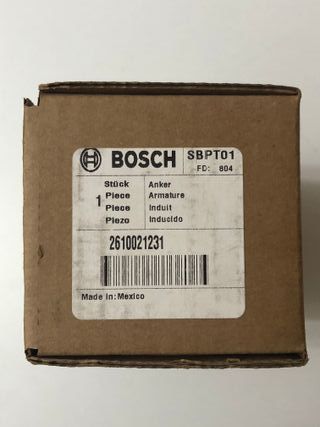 BOSCH SBPT01
FD: 804
Stück Anker
1 Piece Armature
Piece Induit
Piezo Inducido
2610021231
Made in: Mexico